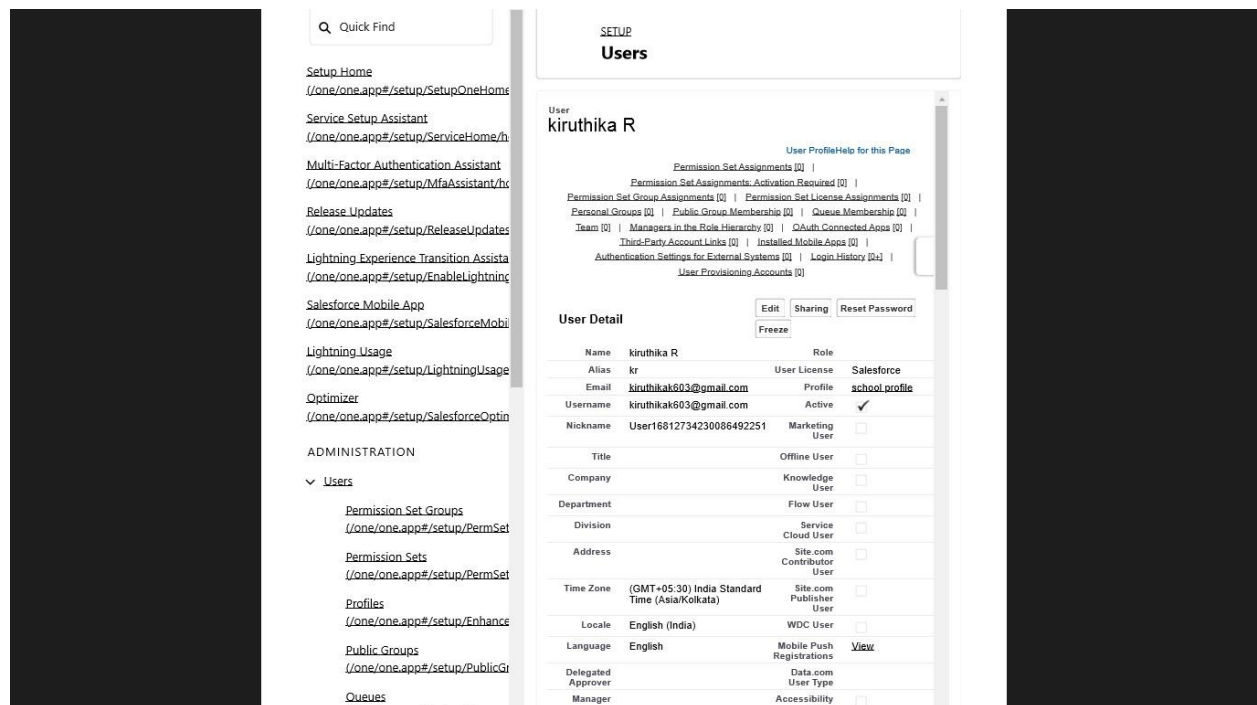 Quick Find
Setup Home
(/one/one.app#/setup/SetupOneHome
Service Setup Assistant
(/one/one.app#/setup/ServiceHome/h
Multi-Factor Authentication Assistant
(/one/one.app#/setup/MfaAssistant/ho
Release Updates
(/one/one.app#/setup/ReleaseUpdates
Lightning Experience Transition Assista
(/one/one.app#/setup/EnableLightning
Salesforce Mobile App
(/one/one.app#/setup/SalesforceMobi
Lightning Usage
(/one/one.app#/setup/LightningUsage
Optimizer
(/one/one.app#/setup/SalesforceOptim
ADMINISTRATION
Users
Permission Set Groups
(/one/one.app#/setup/PermSet
Permission Sets
(/one/one.app#/setup/PermSet
Profiles
(/one/one.app#/setup/Enhance
Public Groups
(/one/one.app#/setup/PublicGr
Queues
SETUP
Users
User
kiruthika R
User ProfileHelp for this Page
Permission Set Assignments [0] |
Permission Set Assignments: Activation Required [0] |
Permission Set Group Assignments [0] | Permission Set License Assignments [0] |
Personal Groups [0] | Public Group Membership [0] | Queue Membership [0] |
Team [0] | Managers in the Role Hierarchy [0] | OAuth Connected Apps [0] |
Third-Party Account Links [0] | Installed Mobile Apps [0] |
Authentication Settings for External Systems [0] | Login History [0+] |
User Provisioning Accounts [0]
User Detail
Edit Sharing Reset Password
Freeze
Name kiruthika R Role
Alias kr User License Salesforce
Email kiruthikak603@gmail.com Profile school profile
Username kiruthikak603@gmail.com Active
Nickname User16812734230086492251 Marketing
User
Title Offline User
Company Knowledge
User
Department Flow User
Division Service
Cloud User
Address Site.com
Contributor
User
Time Zone (GMT+05:30) India Standard Site.com
Time (Asia/Kolkata) Publisher
User
Locale English (India) WDC User
Language English Mobile Push View
Registrations
Delegated Data.com
Approver User Type
Manager Accessibility